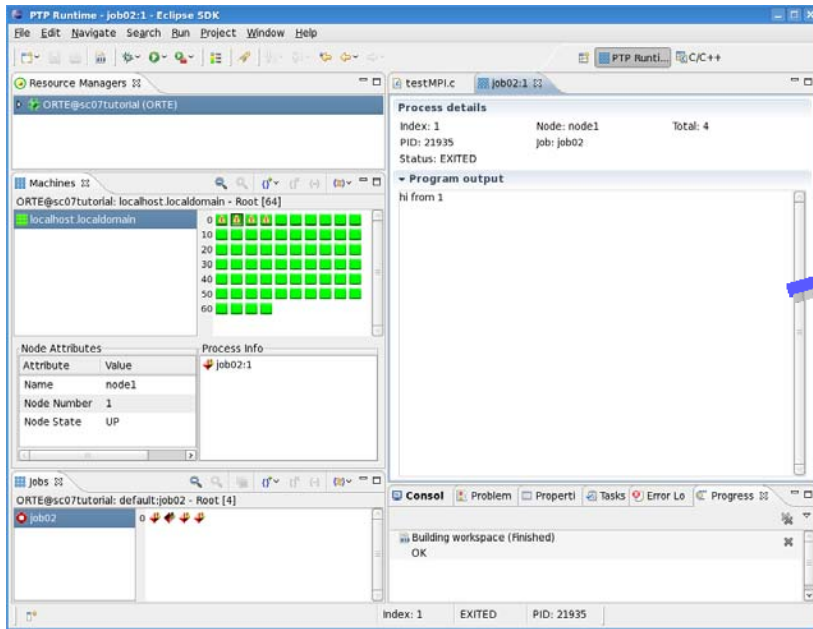 PTP Runtime - job02:1 - Eclipse SDK
File Edit Navigate Search Run Project Window Help
PTP Runti... C/C++
Resource Managers
ORTE@sc07tutorial (ORTE)
Machines
ORTE@sc07tutorial: localhost.localdomain - Root [64]
localhost.localdomain
0
10
20
30
40
50
60
Node Attributes
Attribute Value
Name node1
Node Number 1
Node State UP
Process Info
job02:1
Jobs
ORTE@sc07tutorial: default:job02 - Root [4]
job02
0
testMPI.c job02:1
Process details
Index: 1 Node: node1 Total: 4
PID: 21935 Job: job02
Status: EXITED
Program output
hi from 1
Consol Problem Properti Tasks Error Lo Progress
Building workspace (Finished)
OK
Index: 1 EXITED PID: 21935